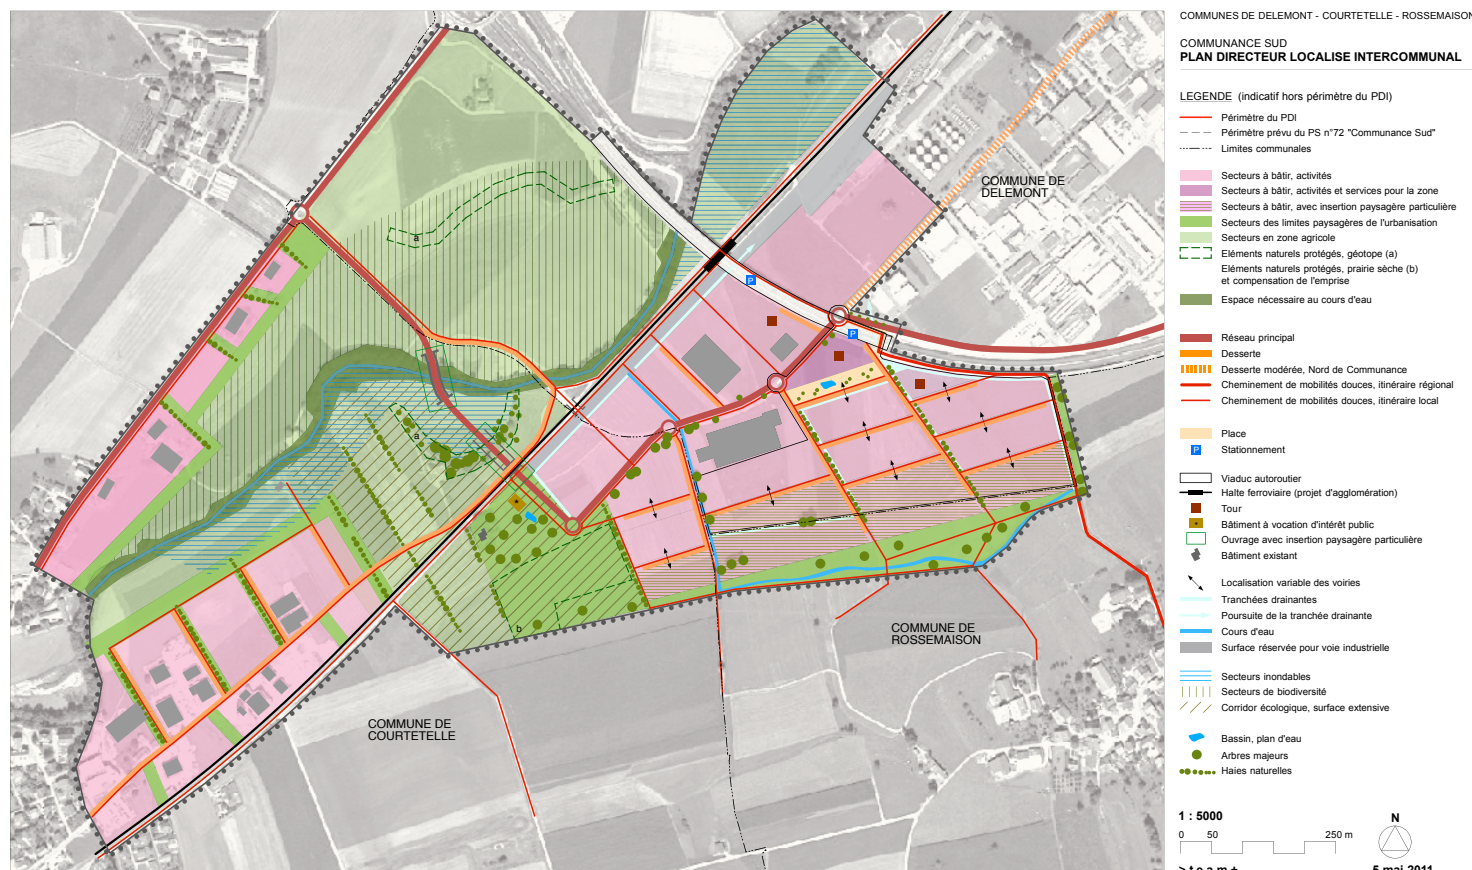 COMMUNES DE DELEMONT - COURTETELLE - ROSSEMAISON
COMMUNANCE SUD
PLAN DIRECTEUR LOCALISE INTERCOMMUNAL
LEGENDE (indicatif hors périmètre du PDI)
Périmètre du PDI
Périmètre prévu du PS n°72 "Communance Sud"
Limites communales
Secteurs à bâtir, activités
Secteurs à bâtir, activités et services pour la zone
Secteurs à bâtir, avec insertion paysagère particulière
Secteurs des limites paysagères de l'urbanisation
Secteurs en zone agricole
Eléments naturels protégés, géotope (a)
Eléments naturels protégés, prairie sèche (b)
et compensation de l'emprise
Espace nécessaire au cours d'eau
Réseau principal
Desserte
Desserte modérée, Nord de Communance
Cheminement de mobilités douces, itinéraire régional
Cheminement de mobilités douces, itinéraire local
Place
P
Stationnement
Viaduc autoroutier
Halte ferroviaire (projet d'agglomération)
Tour
Bâtiment à vocation d'intérêt public
Ouvrage avec insertion paysagère particulière
Bâtiment existant
Localisation variable des voiries
Tranchées drainantes
Poursuite de la tranchée drainante
Cours d'eau
Surface réservée pour voie industrielle
Secteurs inondables
Secteurs de biodiversité
Corridor écologique, surface extensive
Bassin, plan d'eau
Arbres majeurs
Haies naturelles
1 : 5000
0 50 250 m
N
>team+
5 mai 2011
COMMUNE DE
DELEMONT
a
P
P
a
b
COMMUNE DE
ROSSEMAISON
COMMUNE DE
COURTETELLE